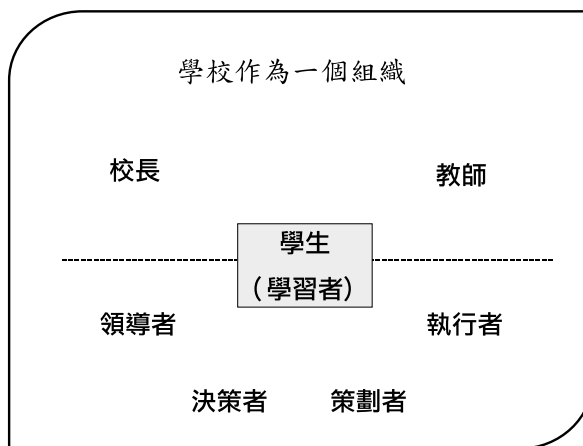 學校作為一個組織
校長 教師
學生
（學習者）
領導者 執行者
決策者 策劃者